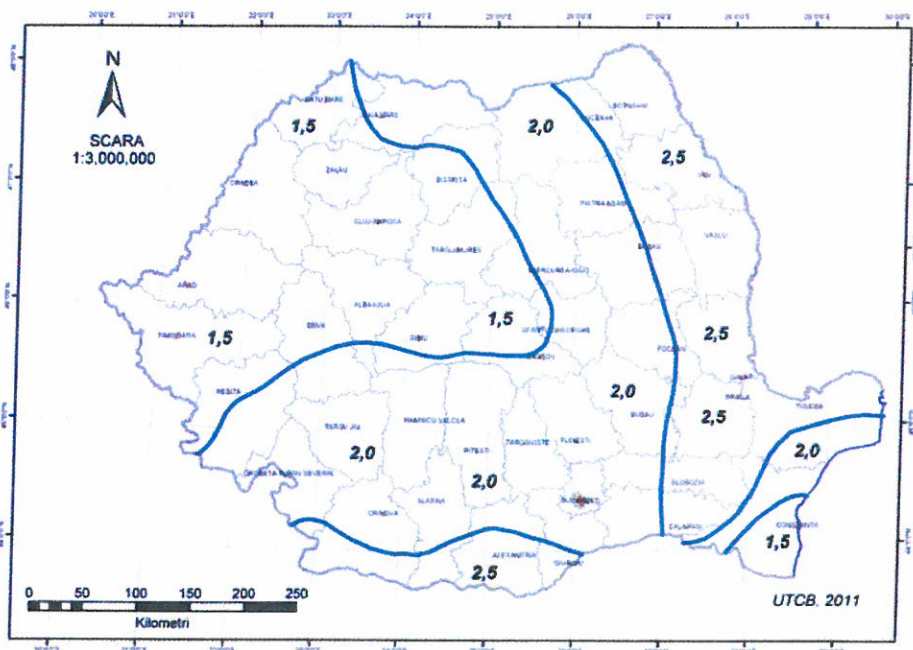 N
SCARA
1:3,000,000
1,5
2,0
2,5
SATU MARE
BAIA MARE
SUCEAVA
BOTOSANI
ORADEA
ZALAU
BISTRITA
IASI
CLUJ-NAPOCA
PIATRA NEAMT
TARGU MURES
BACAU
VASLUI
MIERCUREA-CIUC
ARAD
ALBA IULIA
TIMISOARA
1,5
DEVA
SIBIU
1,5
SFANTU GHEORGHE
2,5
BRASOV
FOCSANI
RESITA
GALATI
2,0
BRAILA
TULCEA
2,5
BUZAU
TARGU JIU
RAMNICU VALCEA
PITESTI
TARGOVISTE
PLOIESTI
2,0
2,0
2,0
DROBETA-TURNU SEVERIN
SLOBOZIA
SLATINA
BUCURESTI
CRAIOVA
CALARASI
CONSTANTA
1,5
ALEXANDRIA
GIURGIU
2,5
0 50 100 150 200 250
Kilometri
UTCB, 2011